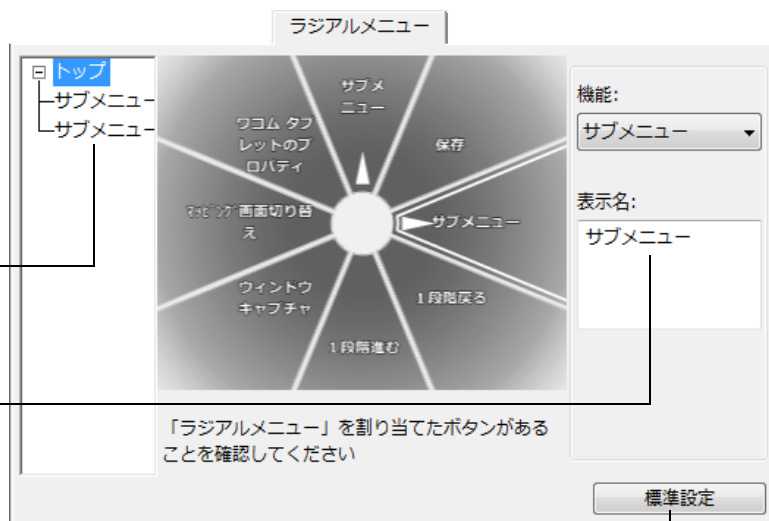 ラジアルメニュー
トップ
サブメニュー
サブメニュー
サブメ
ニュー
保存
サブメニュー
1段階戻る
1段階進む
ウィントウ
キャプチャ
マッピング画面切り替
え
ワコム タブ
レットのプ
ロパティ
「ラジアルメニュー」を割り当てたボタンがある
ことを確認してください
機能:
サブメニュー
表示名:
サブメニュー
標準設定